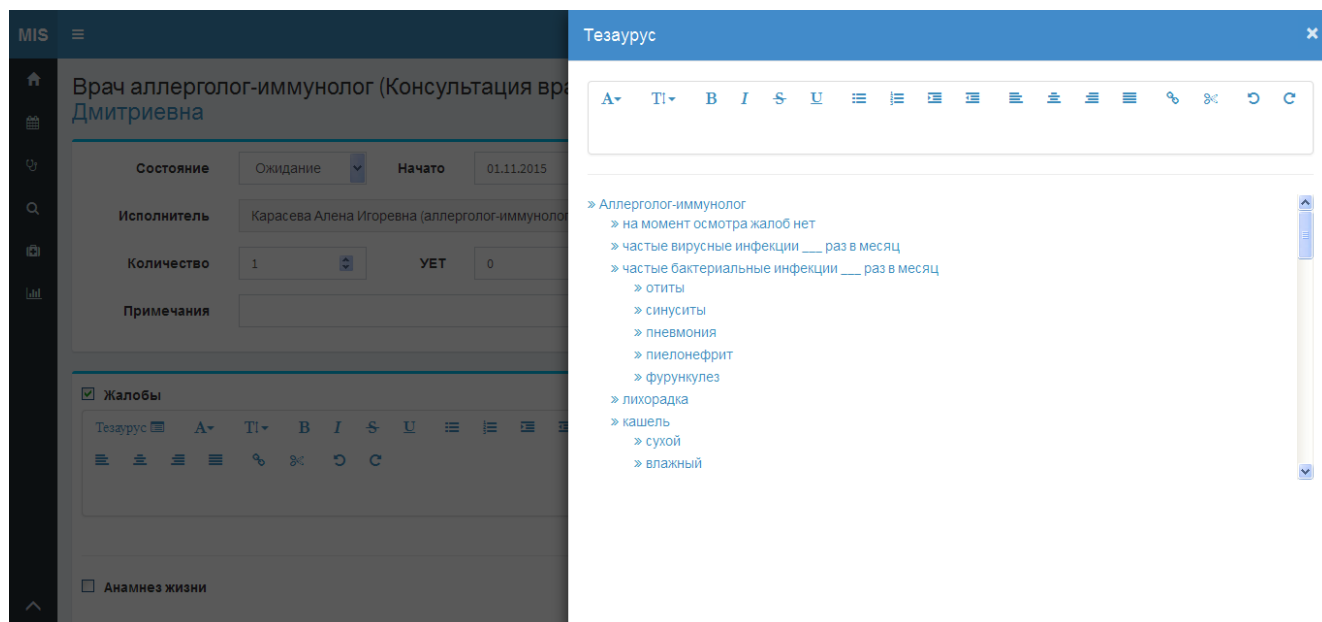 MIS
Врач аллерголог-иммунолог (Консультация вра
Дмитриевна
Состояние Ожидание Начато 01.11.2015
Исполнитель Карасева Алена Игоревна (аллерголог-иммунолог
Количество 1 УЕТ 0
Примечания
Жалобы
Тезаурус A TI B I S U
Анамнез жизни
Тезаурус ×
A TI B I S U
» Аллерголог-иммунолог
» на момент осмотра жалоб нет
» частые вирусные инфекции ___ раз в месяц
» частые бактериальные инфекции ___ раз в месяц
» отиты
» синуситы
» пневмония
» пиелонефрит
» фурункулез
» лихорадка
» кашель
» сухой
» влажный